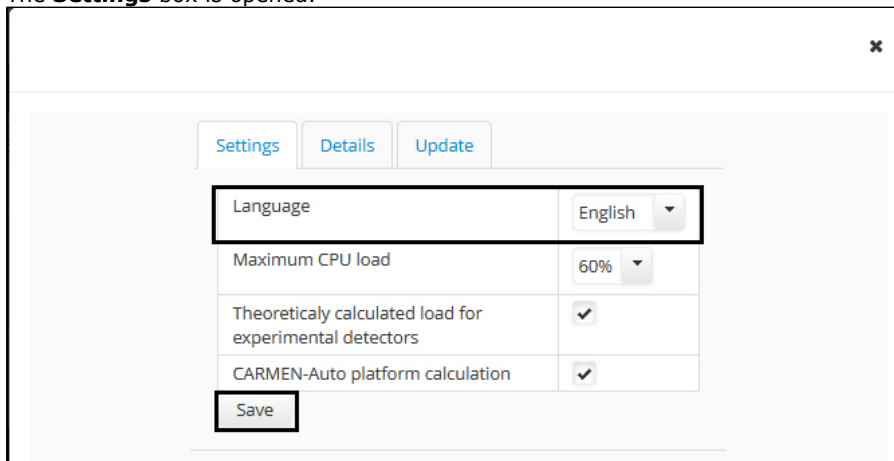 The Settings box is opened.
Settings Details Update
Language English
Maximum CPU load 60%
Theoreticaly calculated load for
experimental detectors
CARMEN-Auto platform calculation
Save